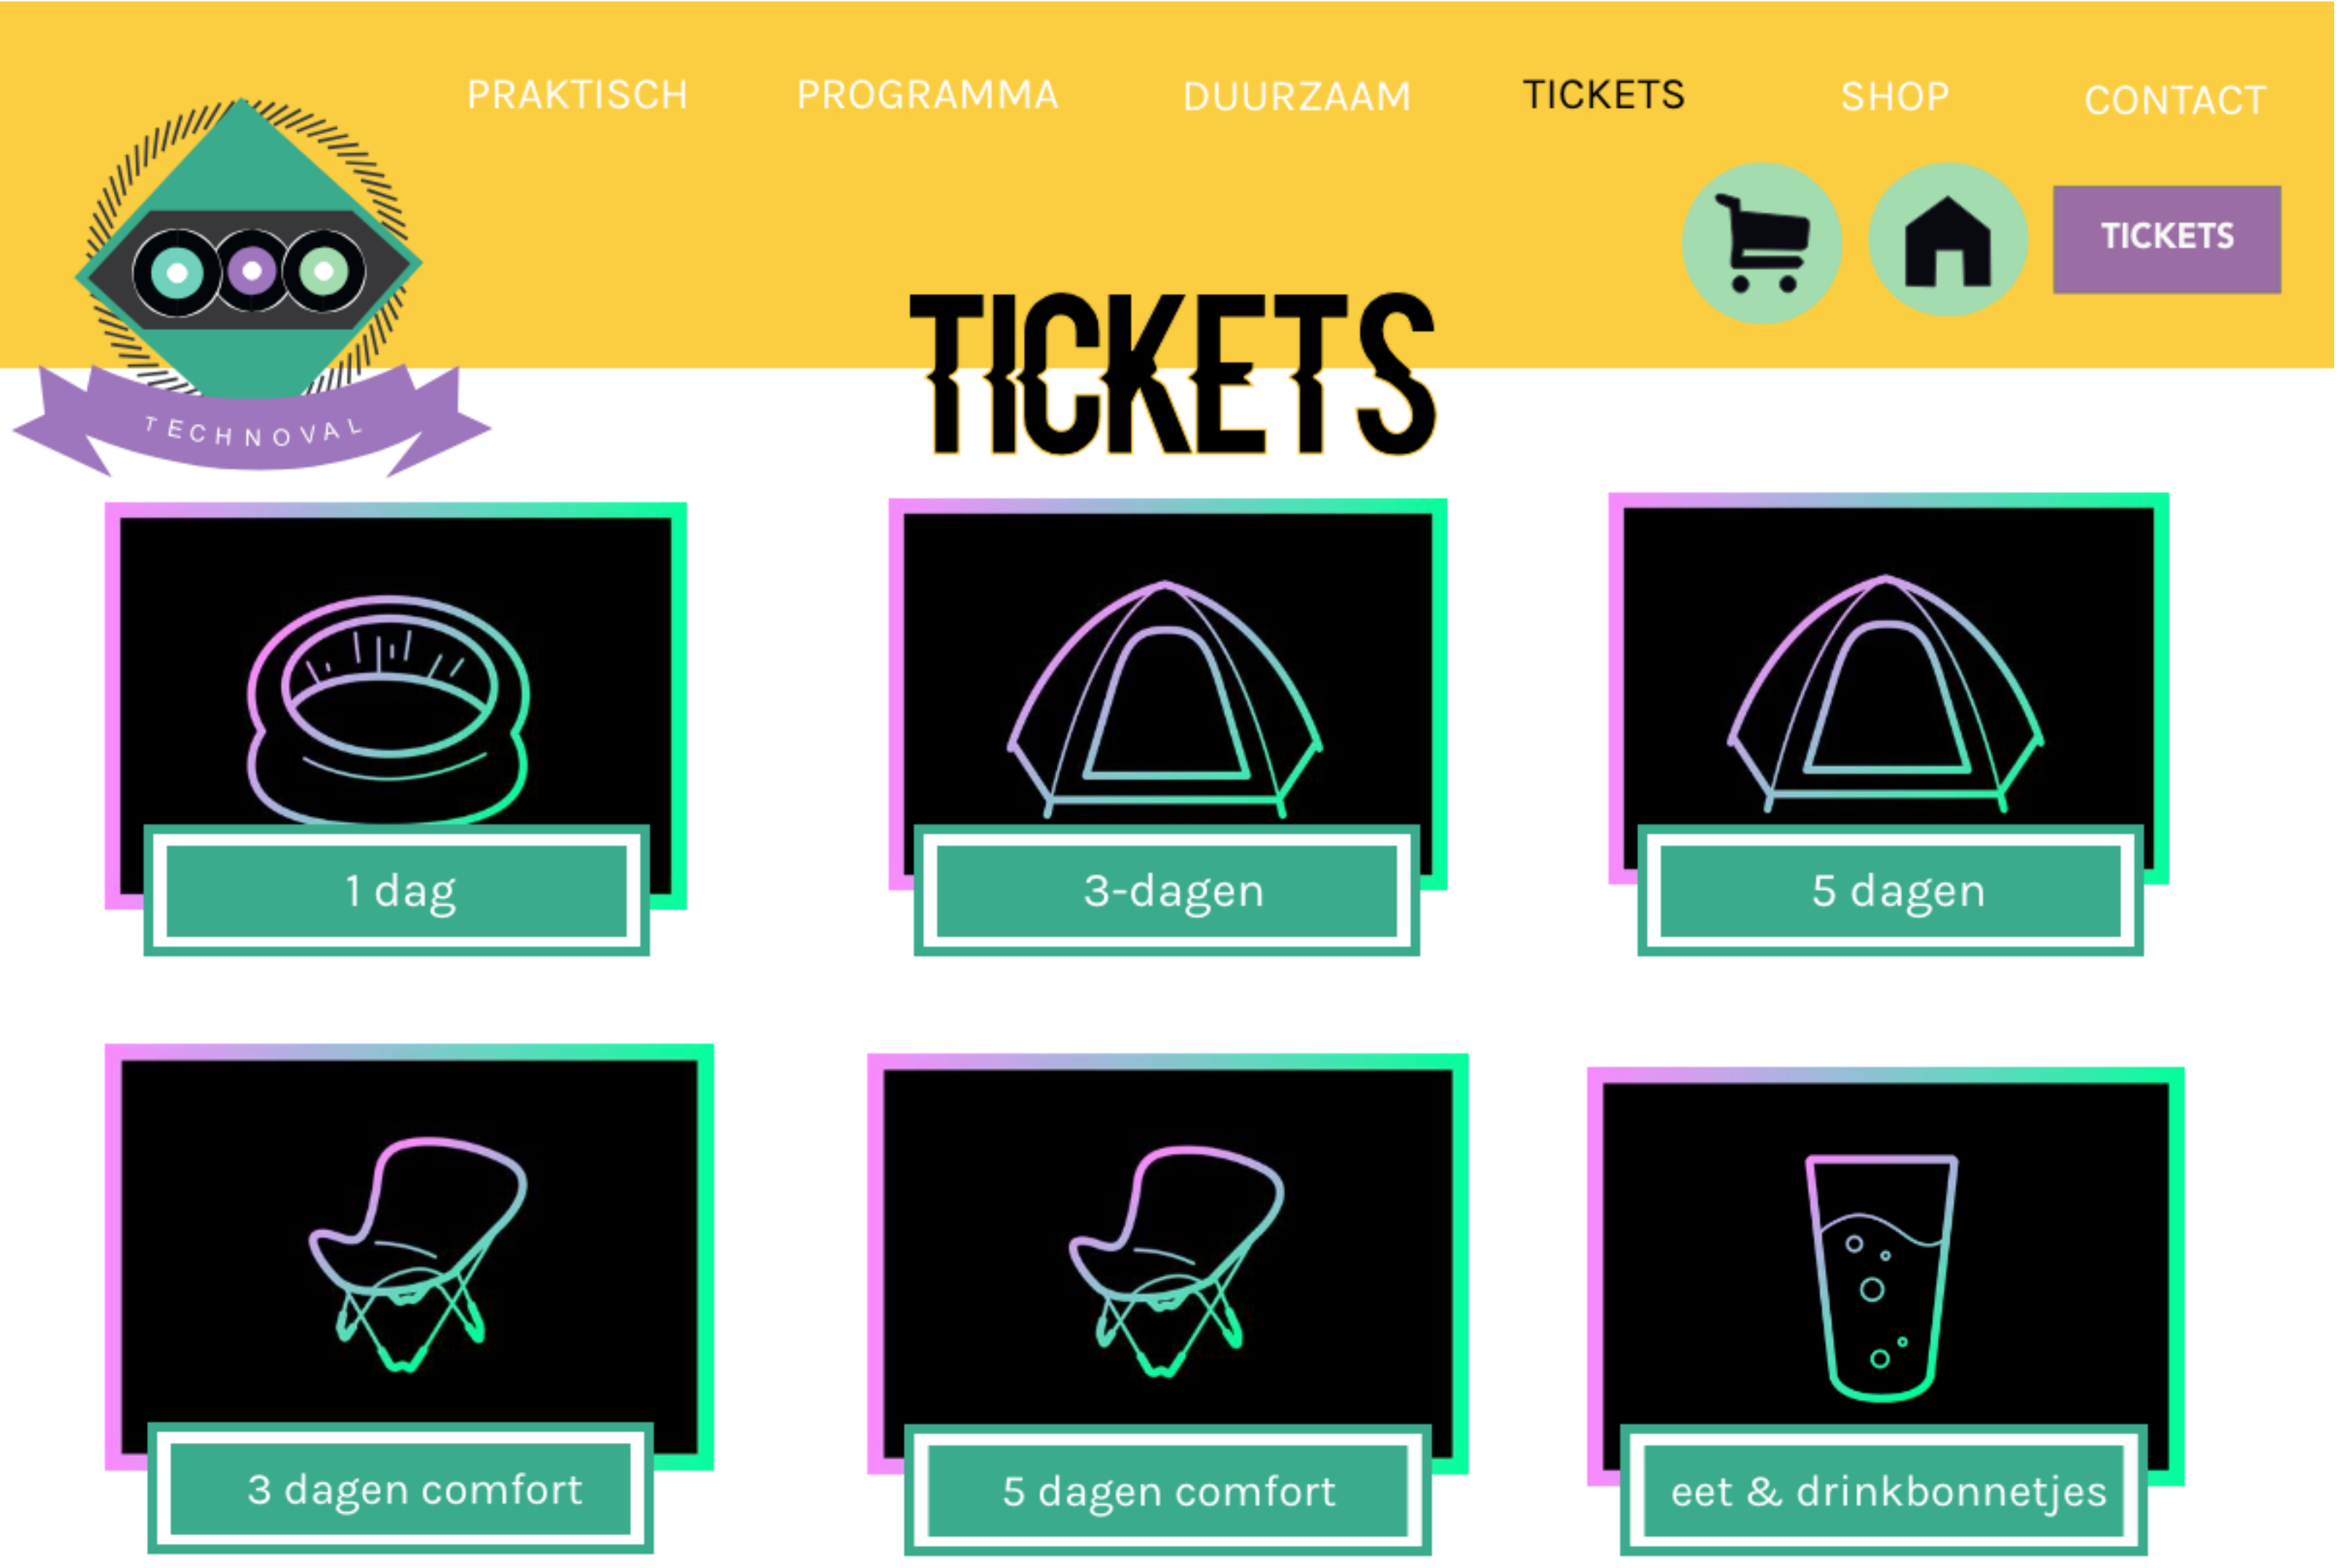 PRAKTISCH PROGRAMMA DUURZAAM TICKETS SHOP CONTACT
TICKETS
TICKETS
TECHNOVAL
1 dag
3-dagen
5 dagen
3 dagen comfort
5 dagen comfort
eet & drinkbonnetjes